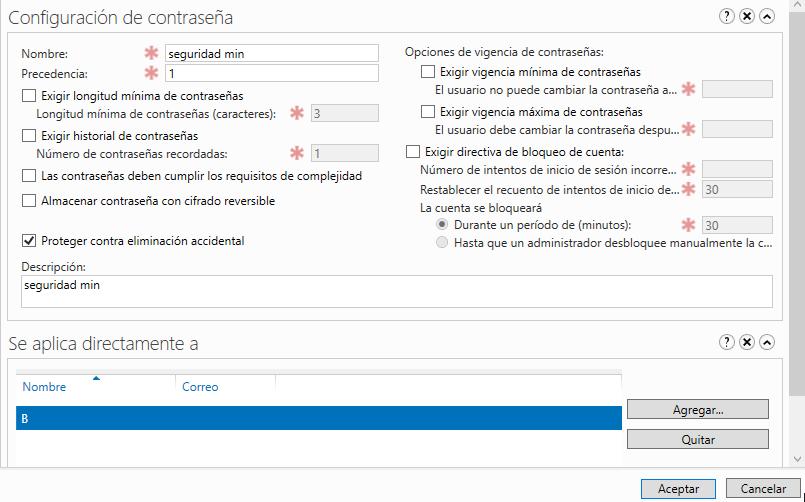 Configuración de contraseña
Nombre: * seguridad min
Precedencia: * 1
Exigir longitud mínima de contraseñas
Longitud mínima de contraseñas (caracteres): * 3
Exigir historial de contraseñas
Número de contraseñas recordadas: * 1
Las contraseñas deben cumplir los requisitos de complejidad
Almacenar contraseña con cifrado reversible
Proteger contra eliminación accidental
Descripción:
seguridad min
Opciones de vigencia de contraseñas:
Exigir vigencia mínima de contraseñas
El usuario no puede cambiar la contraseña a... *
Exigir vigencia máxima de contraseñas
El usuario debe cambiar la contraseña despu... *
Exigir directiva de bloqueo de cuenta:
Número de intentos de inicio de sesión incorre... *
Restablecer el recuento de intentos de inicio de... * 30
La cuenta se bloqueará
Durante un período de (minutos): * 30
Hasta que un administrador desbloquee manualmente la c...
Se aplica directamente a
Nombre Correo
B
Agregar...
Quitar
Aceptar Cancelar